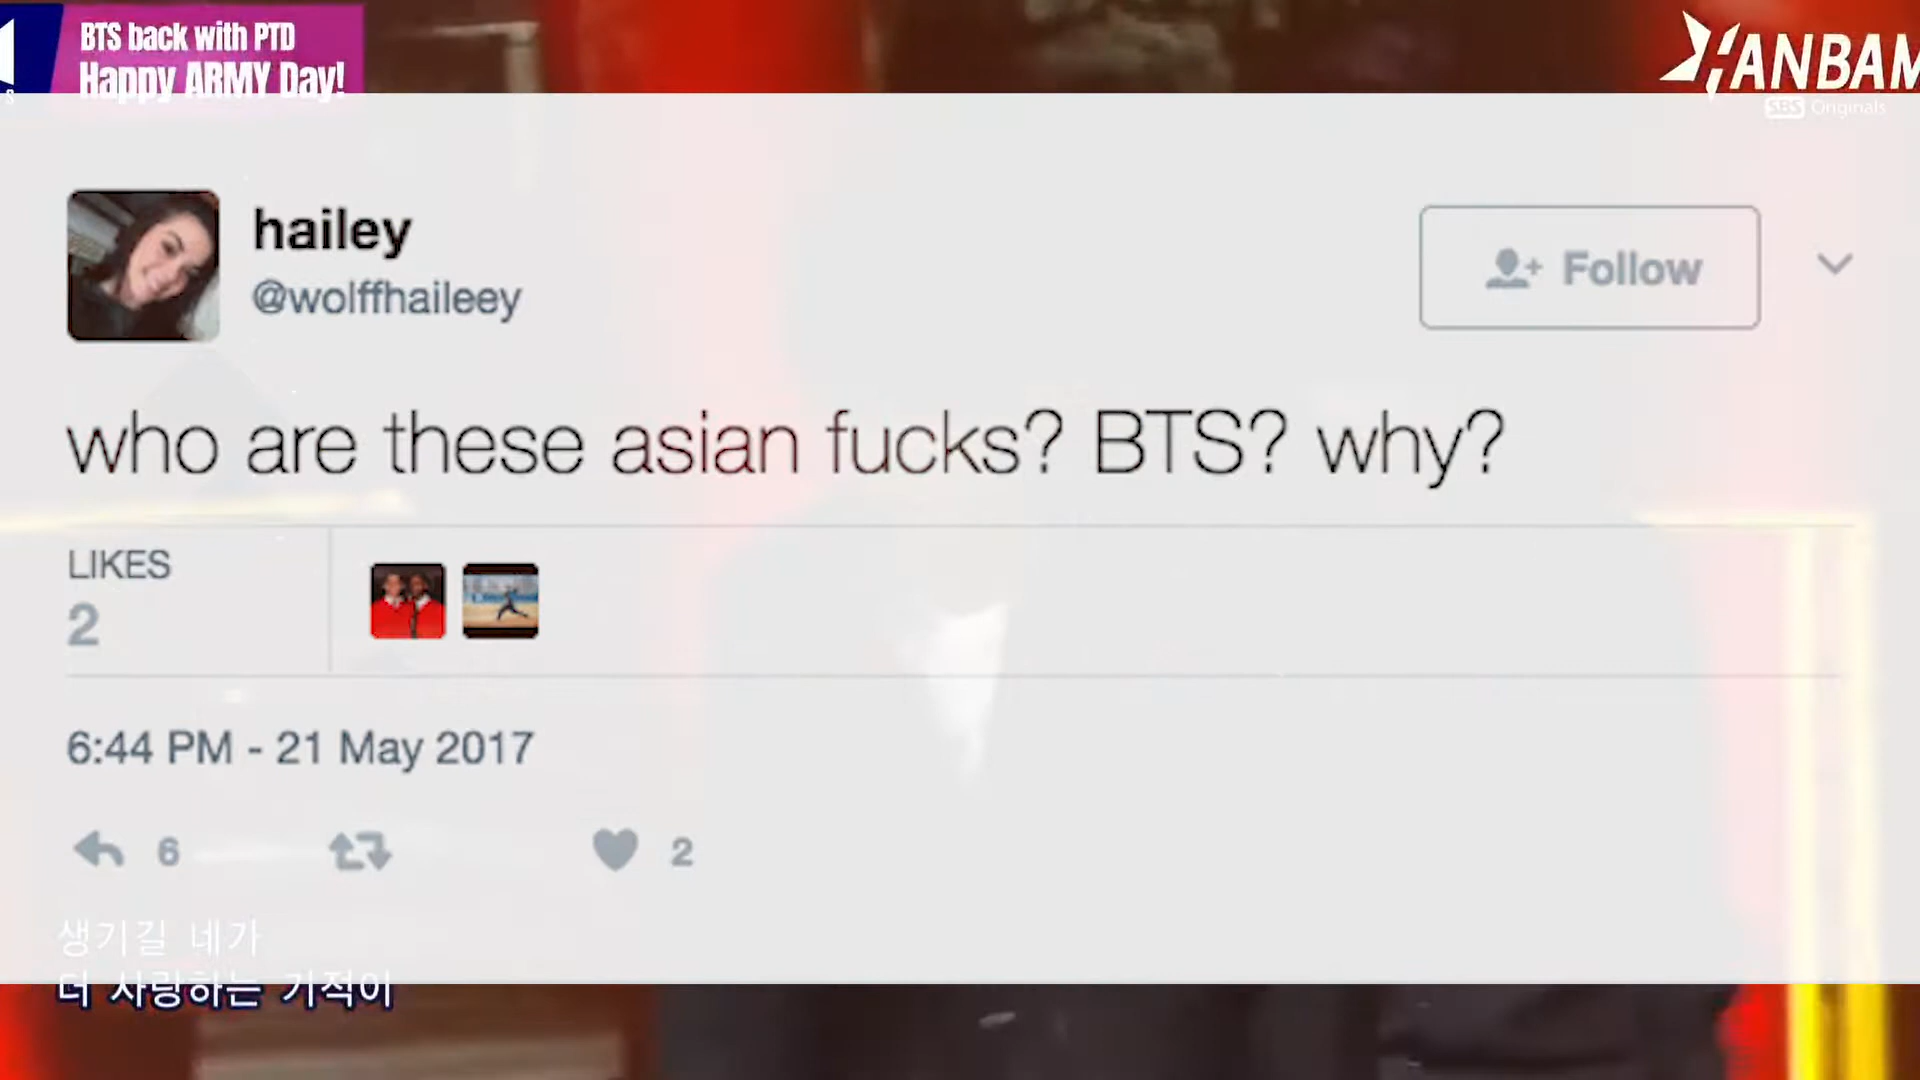 BTS back with PTD
Happy ARMY Day!
HANBAM
SBS Originals
hailey
@wolffhaileey
Follow
who are these asian fucks? BTS? why?
LIKES
2
6:44 PM - 21 May 2017
6
2
생기길 네가
더 사랑하는 기적이